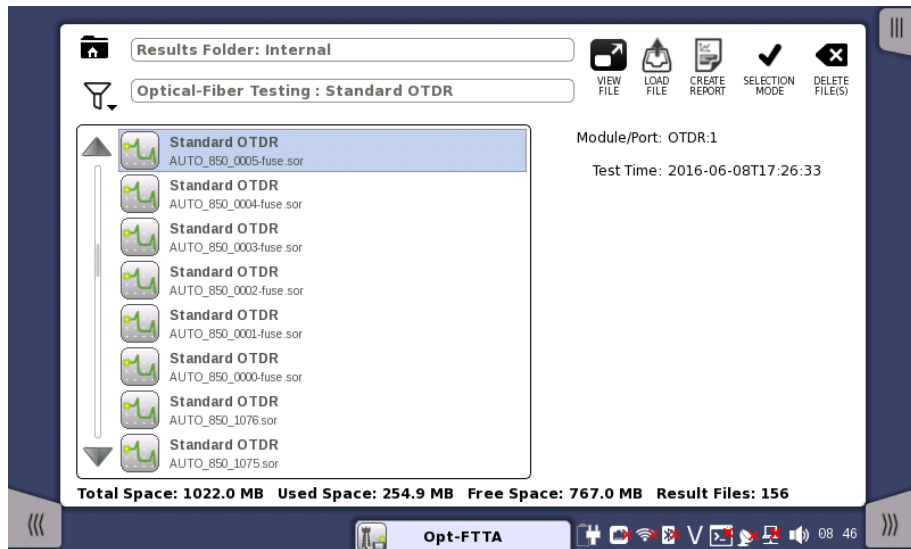 Results Folder: Internal
Optical-Fiber Testing : Standard OTDR
VIEW FILE
LOAD FILE
CREATE REPORT
SELECTION MODE
DELETE FILE(S)
Standard OTDR
AUTO_850_0005-fuse.sor
Standard OTDR
AUTO_850_0004-fuse.sor
Standard OTDR
AUTO_850_0003-fuse.sor
Standard OTDR
AUTO_850_0002-fuse.sor
Standard OTDR
AUTO_850_0001-fuse.sor
Standard OTDR
AUTO_850_0000-fuse.sor
Standard OTDR
AUTO_850_1076.sor
Standard OTDR
AUTO_850_1075.sor
Module/Port: OTDR:1
Test Time: 2016-06-08T17:26:33
Total Space: 1022.0 MB Used Space: 254.9 MB Free Space: 767.0 MB Result Files: 156
Opt-FTTA
V
08 46